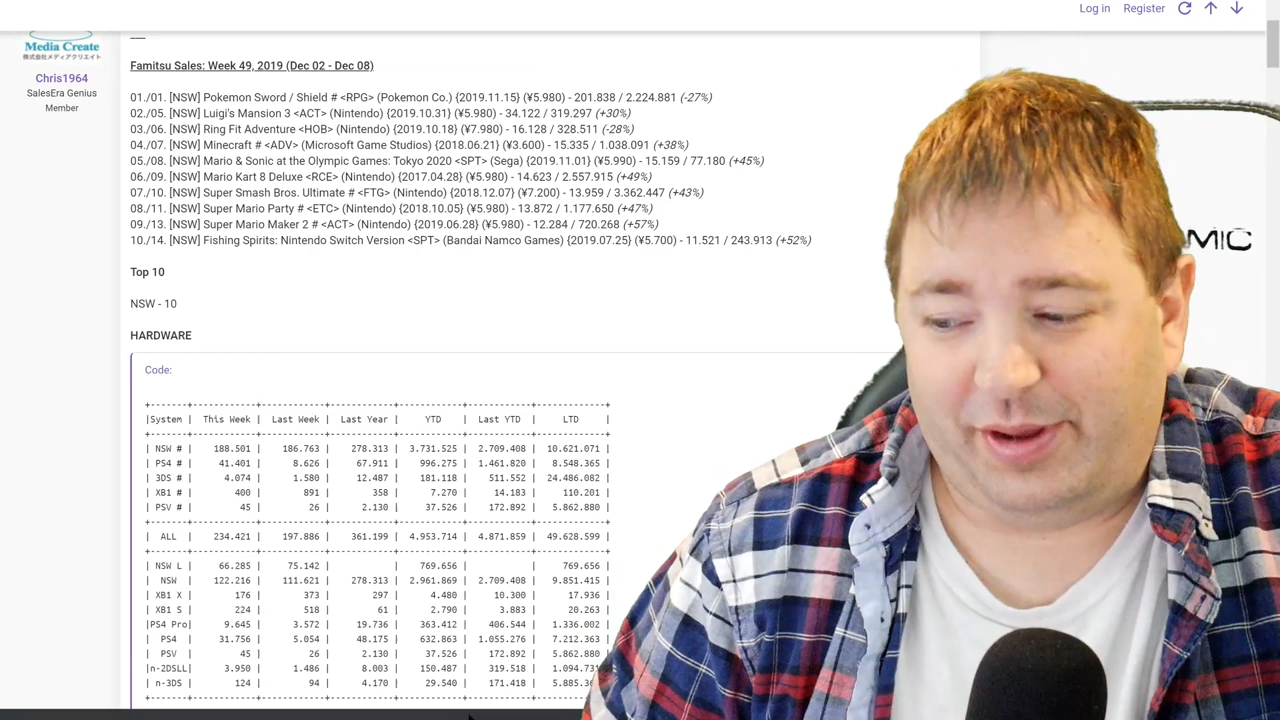 Log in Register
Media Create
株式会社メディアクリエイト
Chris1964
SalesEra Genius
Member
Famitsu Sales: Week 49, 2019 (Dec 02 - Dec 08)
01./01. [NSW] Pokemon Sword / Shield # <RPG> (Pokemon Co.) {2019.11.15} (¥5.980) - 201.838 / 2.224.881 (-27%)
02./05. [NSW] Luigi's Mansion 3 <ACT> (Nintendo) {2019.10.31} (¥5.980) - 34.122 / 319.297 (+30%)
03./06. [NSW] Ring Fit Adventure <HOB> (Nintendo) {2019.10.18} (¥7.980) - 16.128 / 328.511 (-28%)
04./07. [NSW] Minecraft # <ADV> (Microsoft Game Studios) {2018.06.21} (¥3.600) - 15.335 / 1.038.091 (+38%)
05./08. [NSW] Mario & Sonic at the Olympic Games: Tokyo 2020 <SPT> (Sega) {2019.11.01} (¥5.990) - 15.159 / 77.180 (+45%)
06./09. [NSW] Mario Kart 8 Deluxe <RCE> (Nintendo) {2017.04.28} (¥5.980) - 14.623 / 2.557.915 (+49%)
07./10. [NSW] Super Smash Bros. Ultimate # <FTG> (Nintendo) {2018.12.07} (¥7.200) - 13.959 / 3.362.447 (+43%)
08./11. [NSW] Super Mario Party # <ETC> (Nintendo) {2018.10.05} (¥5.980) - 13.872 / 1.177.650 (+47%)
09./13. [NSW] Super Mario Maker 2 # <ACT> (Nintendo) {2019.06.28} (¥5.980) - 12.284 / 720.268 (+57%)
10./14. [NSW] Fishing Spirits: Nintendo Switch Version <SPT> (Bandai Namco Games) {2019.07.25} (¥5.700) - 11.521 / 243.913 (+52%)
MIC
Top 10
NSW - 10
HARDWARE
Code:
|System | This Week | Last Week | Last Year | YTD | Last YTD | LTD |
| NSW # | 188.501 | 186.763 | 278.313 | 3.731.525 | 2.709.408 | 10.621.071 |
| PS4 # | 41.401 | 8.626 | 67.911 | 996.275 | 1.461.820 | 8.548.365 |
| 3DS # | 4.074 | 1.580 | 12.487 | 181.118 | 511.552 | 24.486.082 |
| XB1 # | 400 | 891 | 358 | 7.270 | 14.183 | 110.201 |
| PSV # | 45 | 26 | 2.130 | 37.526 | 172.892 | 5.862.880 |
| ALL | 234.421 | 197.886 | 361.199 | 4.953.714 | 4.871.859 | 49.628.599 |
| NSW L | 66.285 | 75.142 | | 769.656 | | 769.656 |
| NSW | 122.216 | 111.621 | 278.313 | 2.961.869 | 2.709.408 | 9.851.415 |
| XB1 X | 176 | 373 | 297 | 4.480 | 10.300 | 17.936 |
| XB1 S | 224 | 518 | 61 | 2.790 | 3.883 | 20.263 |
|PS4 Pro| 9.645 | 3.572 | 19.736 | 363.412 | 406.544 | 1.336.002 |
| PS4 | 31.756 | 5.054 | 48.175 | 632.863 | 1.055.276 | 7.212.363 |
| PSV | 45 | 26 | 2.130 | 37.526 | 172.892 | 5.862.880 |
|n-2DSLL| 3.950 | 1.486 | 8.003 | 150.487 | 319.518 | 1.094.731
| n-3DS | 124 | 94 | 4.170 | 29.540 | 171.418 |